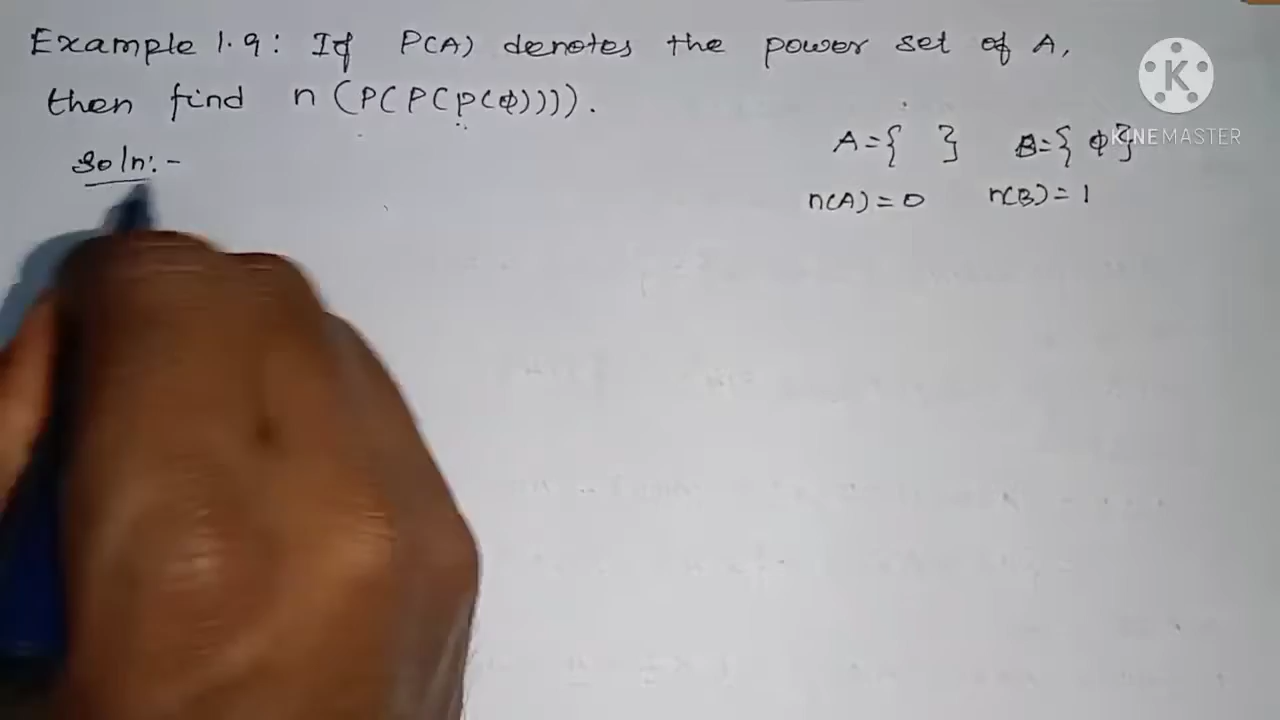 Example 1.9: If P(A) denotes the power set of A,
then find n(P(P(P(φ)))).
Soln:-
A={ } B={ φ}
n(A)=0 n(B)=1
K
KINEMASTER